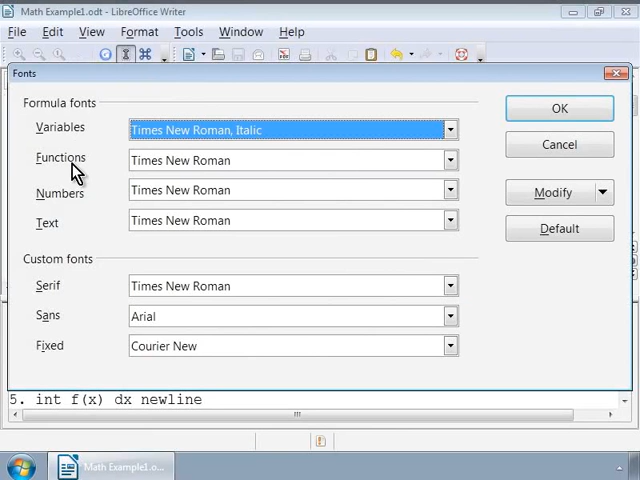 Math Example1.odt - LibreOffice Writer
File Edit View Format Tools Window Help
Fonts
Formula fonts
Variables Times New Roman, Italic
Functions Times New Roman
Numbers Times New Roman
Text Times New Roman
Custom fonts
Serif Times New Roman
Sans Arial
Fixed Courier New
OK
Cancel
Modify
Default
5. int f(x) dx newline
Math Example1.o...